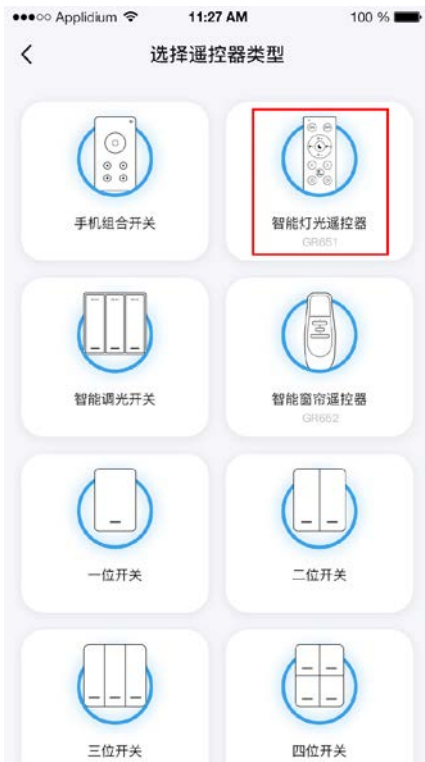 Applidium 11:27 AM 100 %
选择遥控器类型
手机组合开关
智能灯光遥控器
GR651
智能调光开关
智能窗帘遥控器
GR652
一位开关
二位开关
三位开关
四位开关